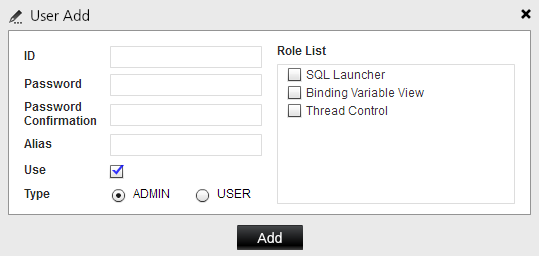 User Add
ID
Password
Password
Confirmation
Alias
Use
Type
ADMIN
USER
Role List
SQL Launcher
Binding Variable View
Thread Control
Add